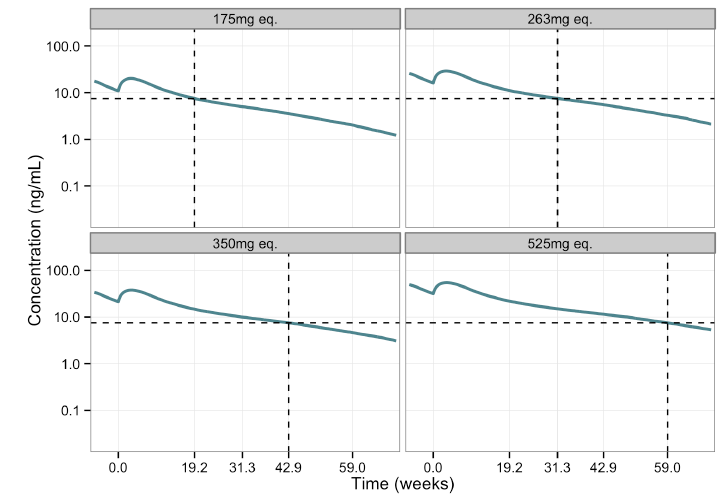 175mg eq.
263mg eq.
100.0
10.0
1.0
0.1
350mg eq.
525mg eq.
100.0
10.0
1.0
0.1
Concentration (ng/mL)
0.0 19.2 31.3 42.9 59.0
0.0 19.2 31.3 42.9 59.0
Time (weeks)